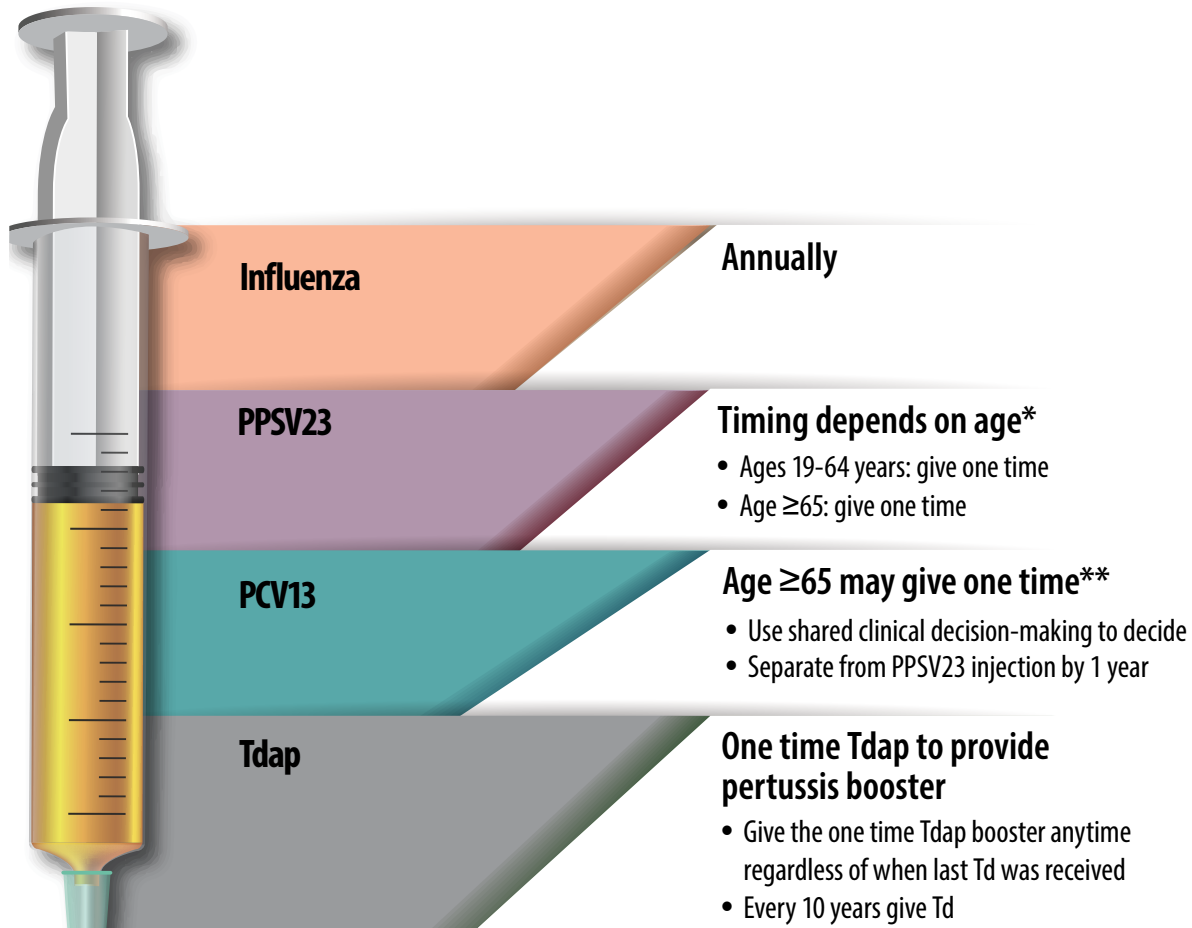 Influenza
Annually
PPSV23
Timing depends on age*
• Ages 19-64 years: give one time
• Age ≥65: give one time
PCV13
Age ≥65 may give one time**
• Use shared clinical decision-making to decide
• Separate from PPSV23 injection by 1 year
Tdap
One time Tdap to provide
pertussis booster
• Give the one time Tdap booster anytime
regardless of when last Td was received
• Every 10 years give Td